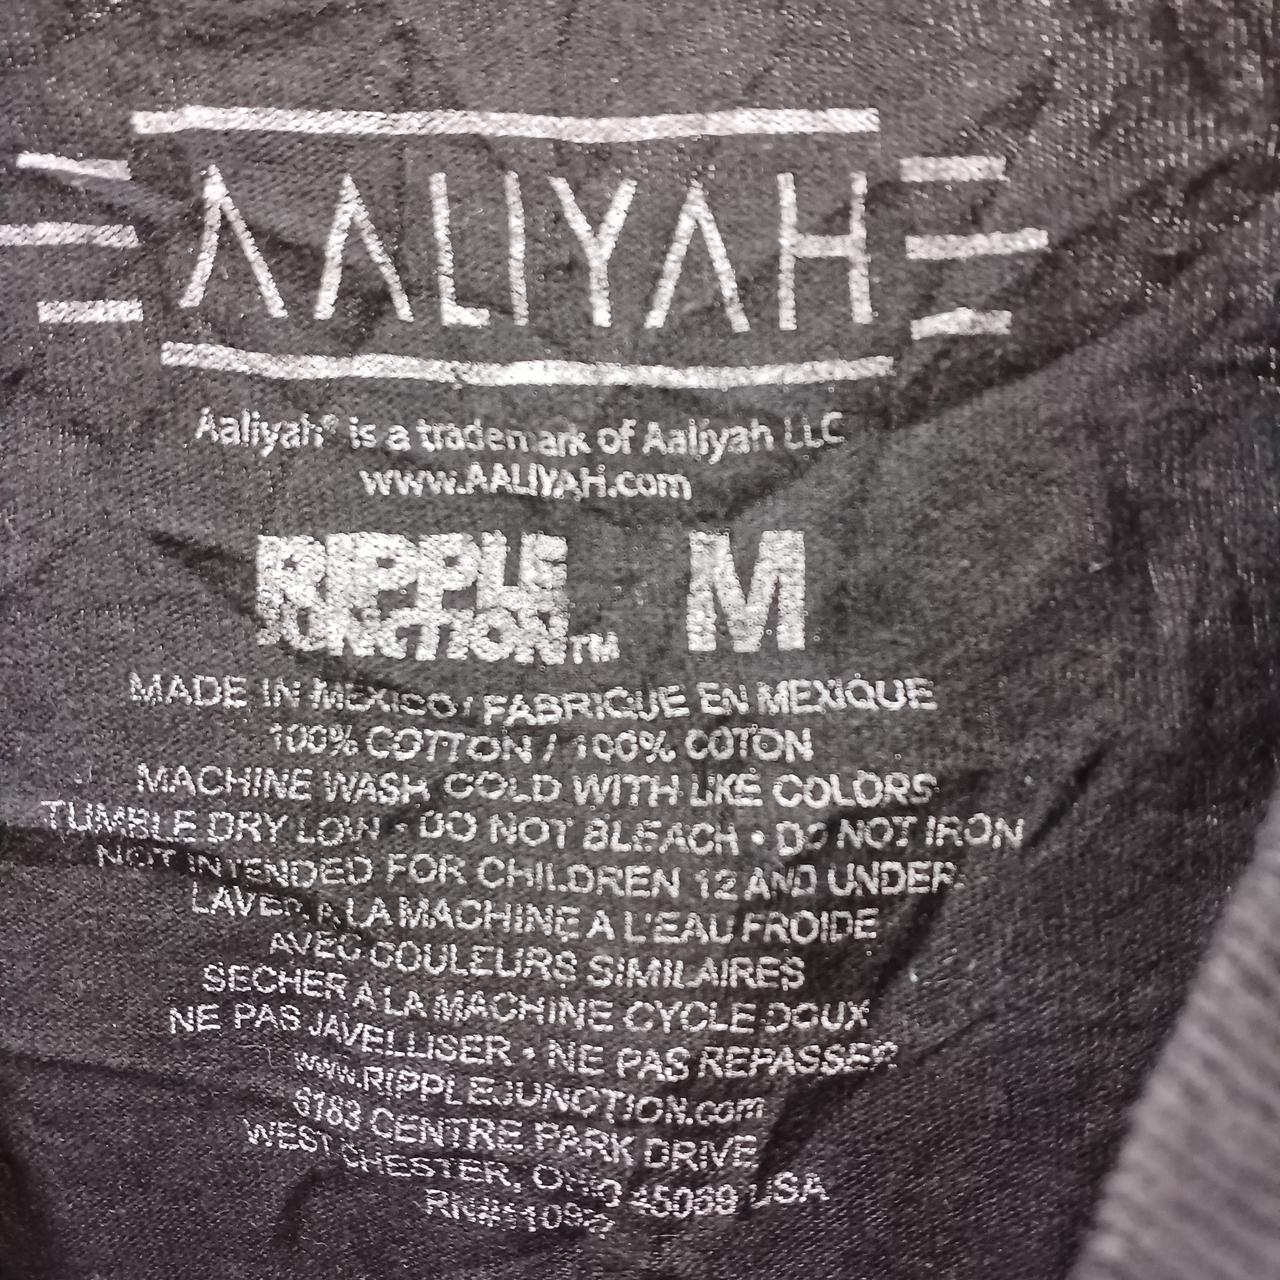 AALIYAH
Aaliyah® is a trademark of Aaliyah LLC
www.AALIYAH.com
RIPPLE JUNCTION™ M
MADE IN MEXICO / FABRIQUE EN MEXIQUE
100% COTTON / 100% COTON
MACHINE WASH COLD WITH LIKE COLORS
TUMBLE DRY LOW • DO NOT BLEACH • DO NOT IRON
NOT INTENDED FOR CHILDREN 12 AND UNDER
LAVER A LA MACHINE A L'EAU FROIDE
AVEC COULEURS SIMILAIRES
SECHER A LA MACHINE CYCLE DOUX
NE PAS JAVELLISER • NE PAS REPASSER
www.RIPPLEJUNCTION.com
6183 CENTRE PARK DRIVE
WEST CHESTER, OHIO 45069 USA